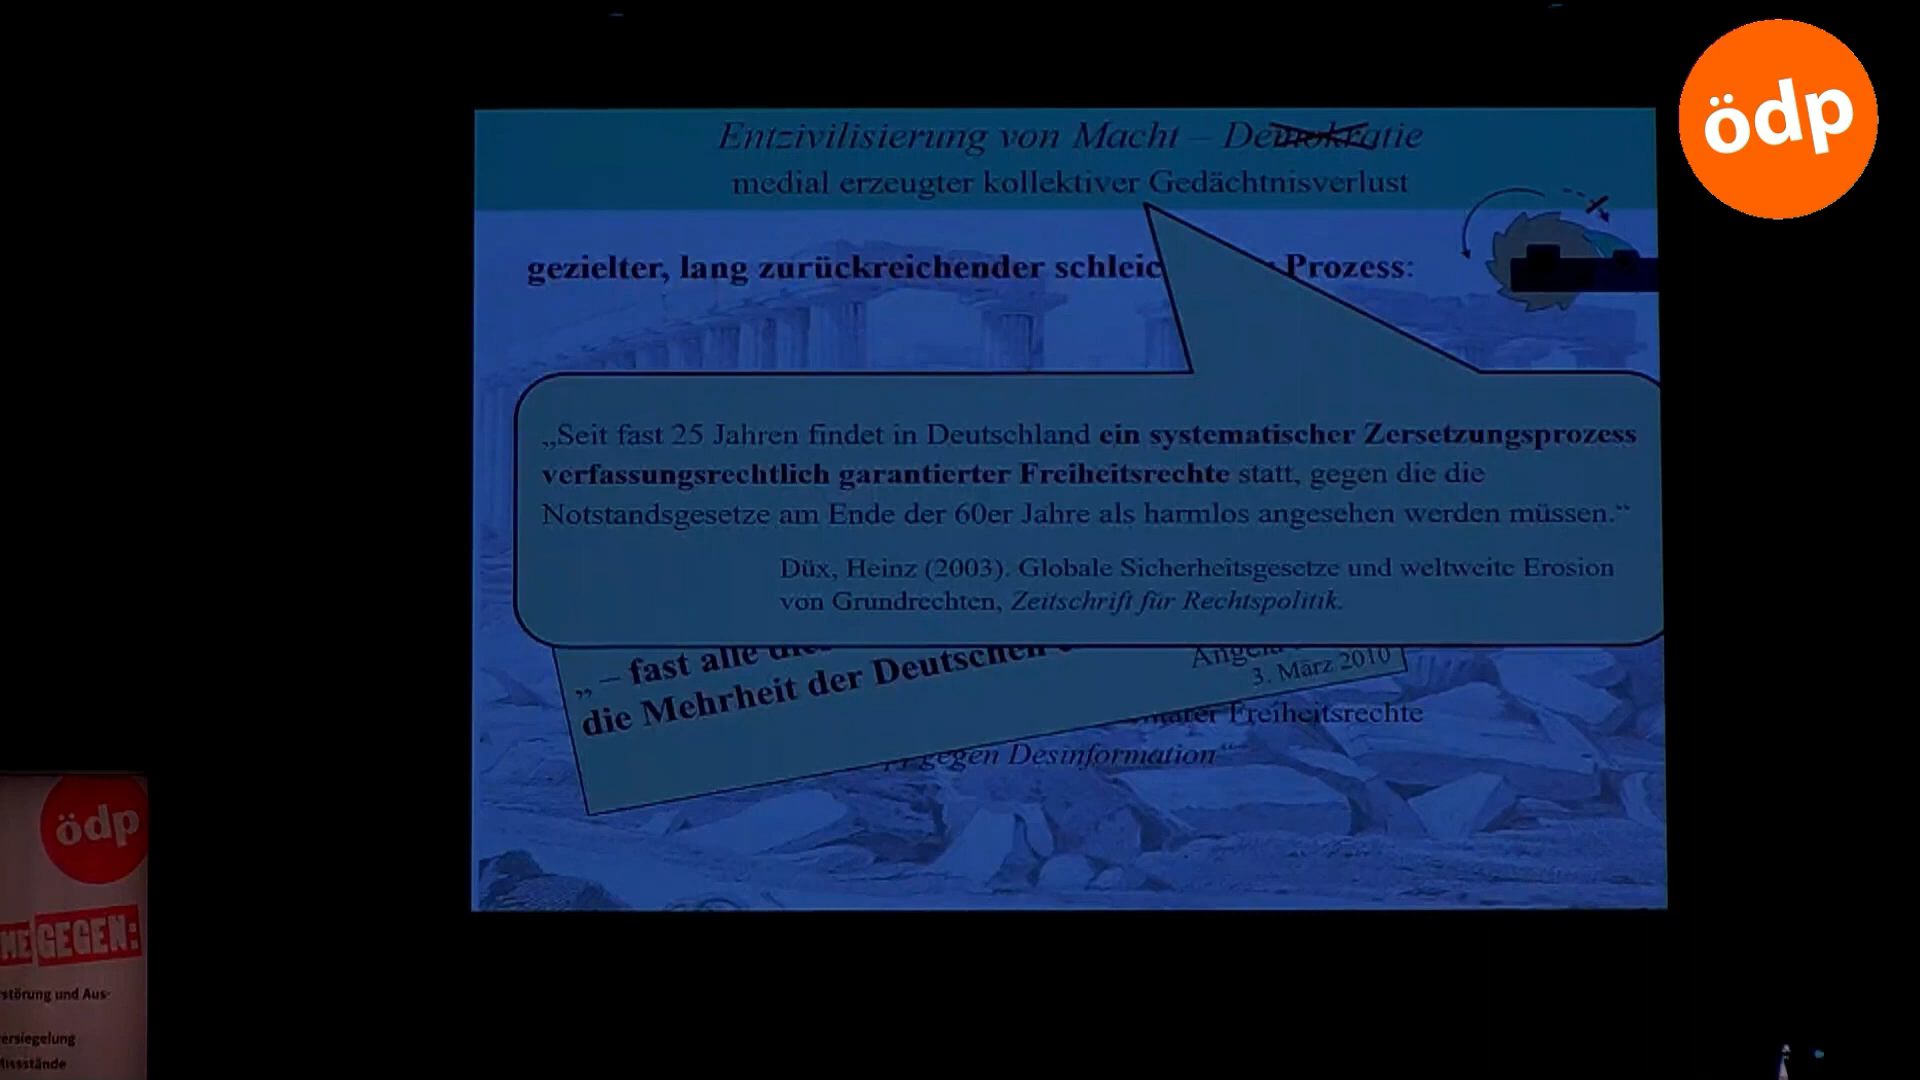 ödp
Entzivilisierung von Macht – Demokratie
medial erzeugter kollektiver Gedächtnisverlust
gezielter, lang zurückreichender schleic Prozess:
„Seit fast 25 Jahren findet in Deutschland ein systematischer Zersetzungsprozess
verfassungsrechtlich garantierter Freiheitsrechte statt, gegen die die
Notstandsgesetze am Ende der 60er Jahre als harmlos angesehen werden müssen.“
Düx, Heinz (2003). Globale Sicherheitsgesetze und weltweite Erosion
von Grundrechten, Zeitschrift für Rechtspolitik.
„ – fast alle
die Mehrheit der Deutschen
3. März 2010
Freiheitsrechte
gegen Desinformation“
ödp
GEGEN:
störung und Aus-
ersiegelung
Missstände